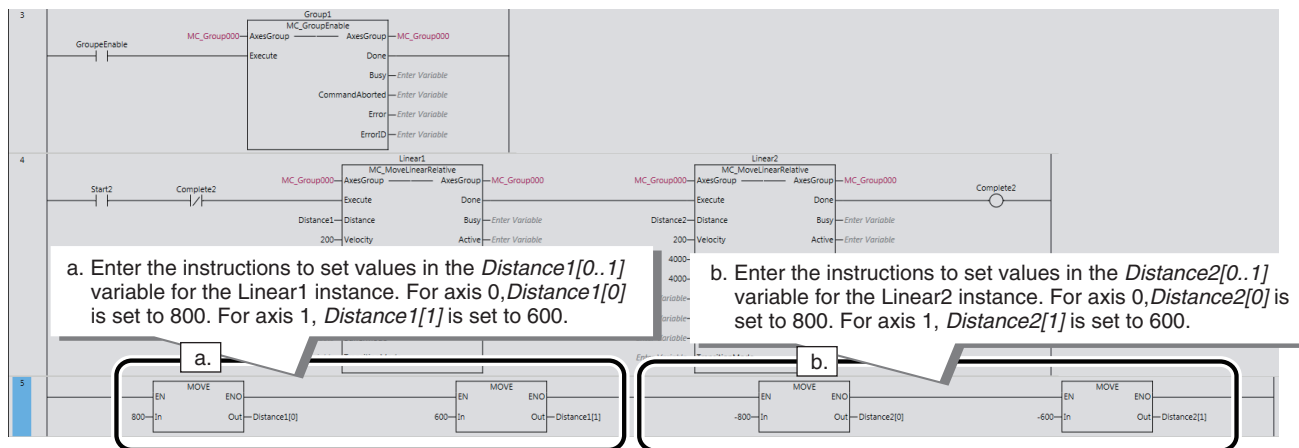 3
Group1
MC_GroupEnable
GroupeEnable
MC_Group000 AxesGroup AxesGroup MC_Group000
Execute Done
Busy Enter Variable
CommandAborted Enter Variable
Error Enter Variable
ErrorID Enter Variable
4
Linear1 Linear2
MC_MoveLinearRelative MC_MoveLinearRelative
Start2 Complete2 MC_Group000 AxesGroup AxesGroup MC_Group000 MC_Group000 AxesGroup AxesGroup MC_Group000 Complete2
Execute Done Execute Done
Distance1 Distance Busy Enter Variable Distance2 Distance Busy Enter Variable
200 Velocity Active Enter Variable 200 Velocity Active Enter Variable
4000
4000
a. Enter the instructions to set values in the Distance1[0..1]
variable for the Linear1 instance. For axis 0,Distance1[0]
is set to 800. For axis 1, Distance1[1] is set to 600.
b. Enter the instructions to set values in the Distance2[0..1]
variable for the Linear2 instance. For axis 0,Distance2[0] is
set to 800. For axis 1, Distance2[1] is set to 600.
a.
b.
5
MOVE MOVE MOVE MOVE
EN ENO EN ENO EN ENO EN ENO
800 In Out Distance1[0] 600 In Out Distance1[1] -800 In Out Distance2[0] -600 In Out Distance2[1]